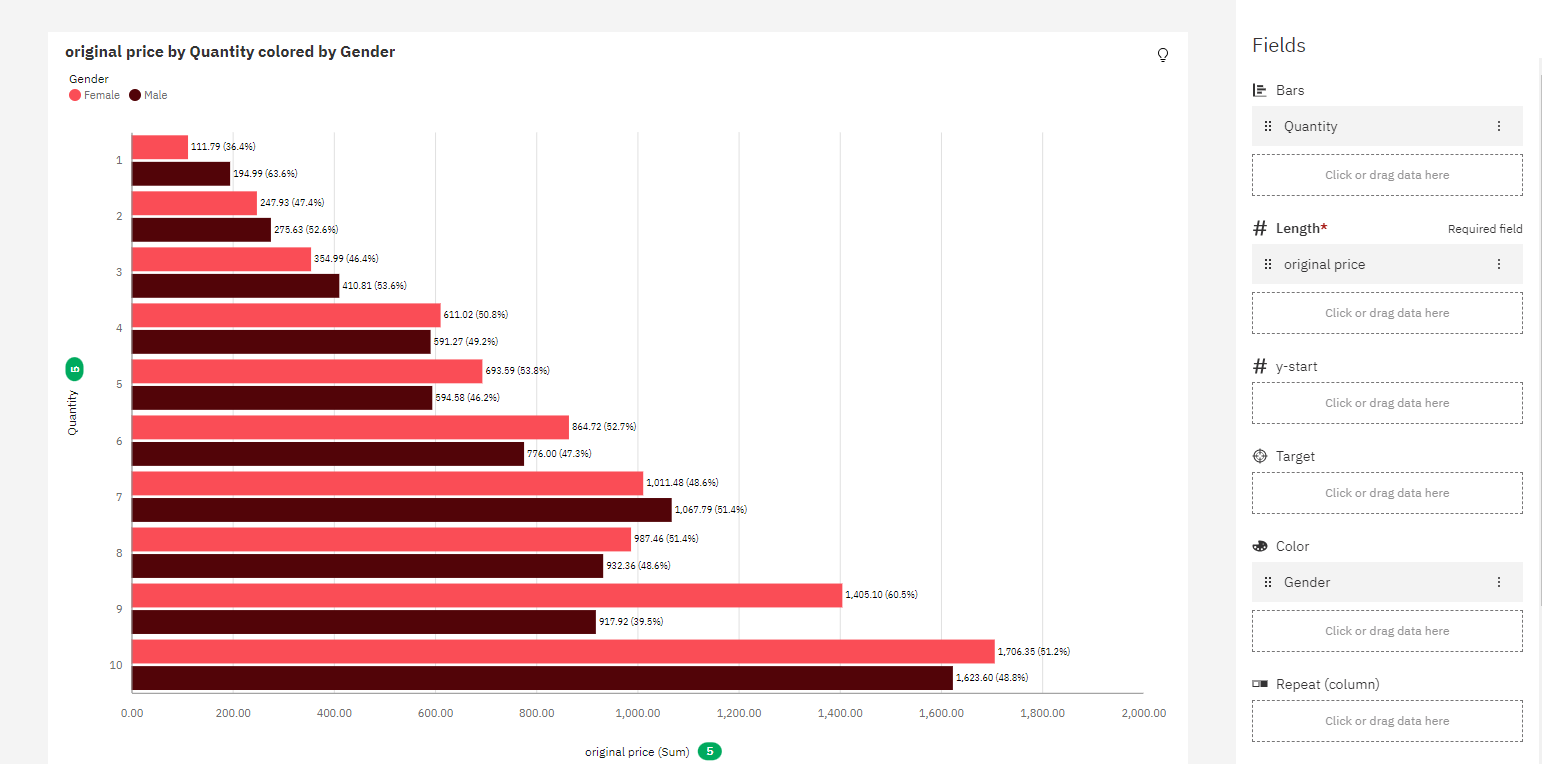 original price by Quantity colored by Gender
Gender
Female Male
1
111.79 (36.4%)
194.99 (63.6%)
2
247.93 (47.4%)
275.63 (52.6%)
3
354.99 (46.4%)
410.81 (53.6%)
4
611.02 (50.8%)
591.27 (49.2%)
5
693.59 (53.8%)
594.58 (46.2%)
6
864.72 (52.7%)
776.00 (47.3%)
7
1,011.48 (48.6%)
1,067.79 (51.4%)
8
987.46 (51.4%)
932.36 (48.6%)
9
1,405.10 (60.5%)
917.92 (39.5%)
10
1,706.35 (51.2%)
1,623.60 (48.8%)
Quantity 5
0.00 200.00 400.00 600.00 800.00 1,000.00 1,200.00 1,400.00 1,600.00 1,800.00 2,000.00
original price (Sum) 5
Fields
Bars
Quantity
Click or drag data here
Length* Required field
original price
Click or drag data here
y-start
Click or drag data here
Target
Click or drag data here
Color
Gender
Click or drag data here
Repeat (column)
Click or drag data here